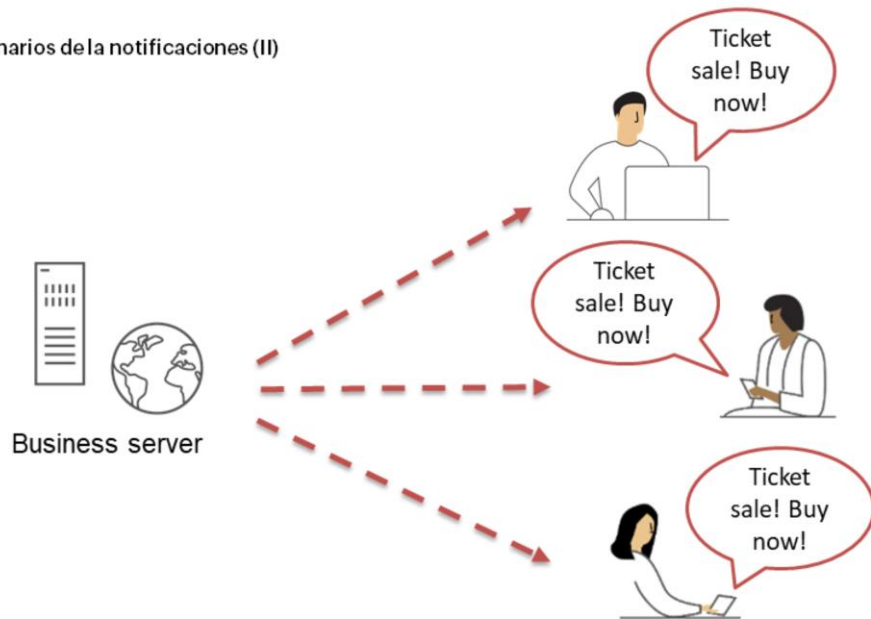 narios de la notificaciones (II)
Ticket
sale! Buy
now!
Ticket
sale! Buy
now!
Business server
Ticket
sale! Buy
now!